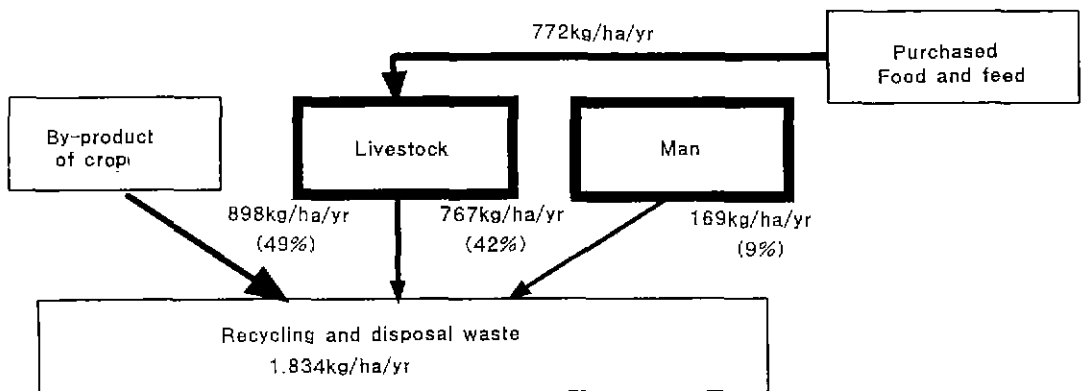 772kg/ha/yr
Purchased
Food and feed
By-product
of crop
Livestock
Man
898kg/ha/yr
(49%)
767kg/ha/yr
(42%)
169kg/ha/yr
(9%)
Recycling and disposal waste
1.834kg/ha/yr